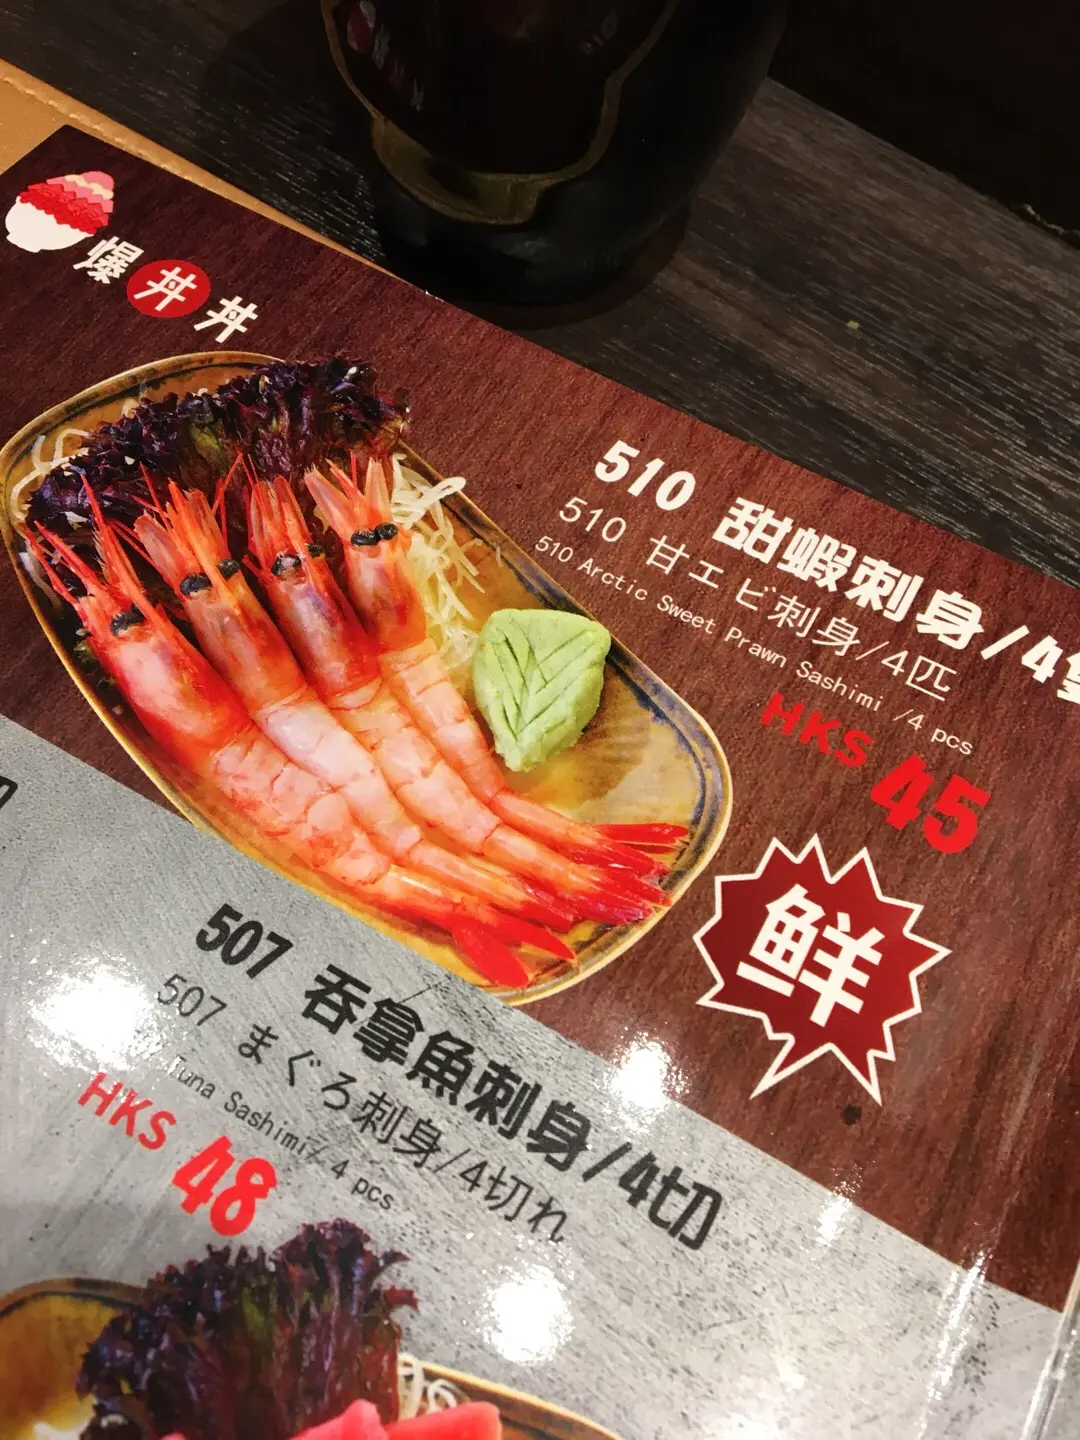 爆丼丼
510 甜蝦刺身/4隻
510 甘エビ刺身/4匹
510 Arctic Sweet Prawn Sashimi /4 pcs
HK$ 45
鲜
507 吞拿魚刺身/4切
507 まぐろ刺身/4切れ
Tuna Sashimi/ 4 pcs
HK$ 48